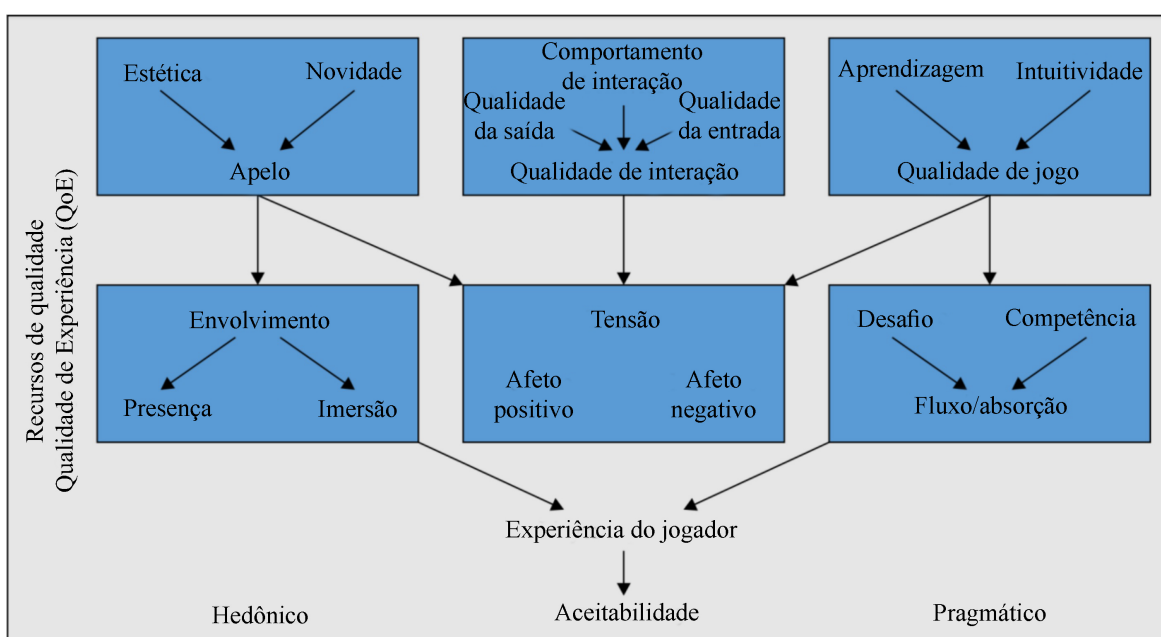 Recursos de qualidade
Qualidade de Experiência (QoE)
Estética
Novidade
Apelo
Comportamento
de interação
Qualidade
da saída
Qualidade
da entrada
Qualidade de interação
Aprendizagem
Intuitividade
Qualidade de jogo
Envolvimento
Presença
Imersão
Tensão
Afeto
positivo
Afeto
negativo
Desafio
Competência
Fluxo/absorção
Experiência do jogador
Hedônico
Aceitabilidade
Pragmático